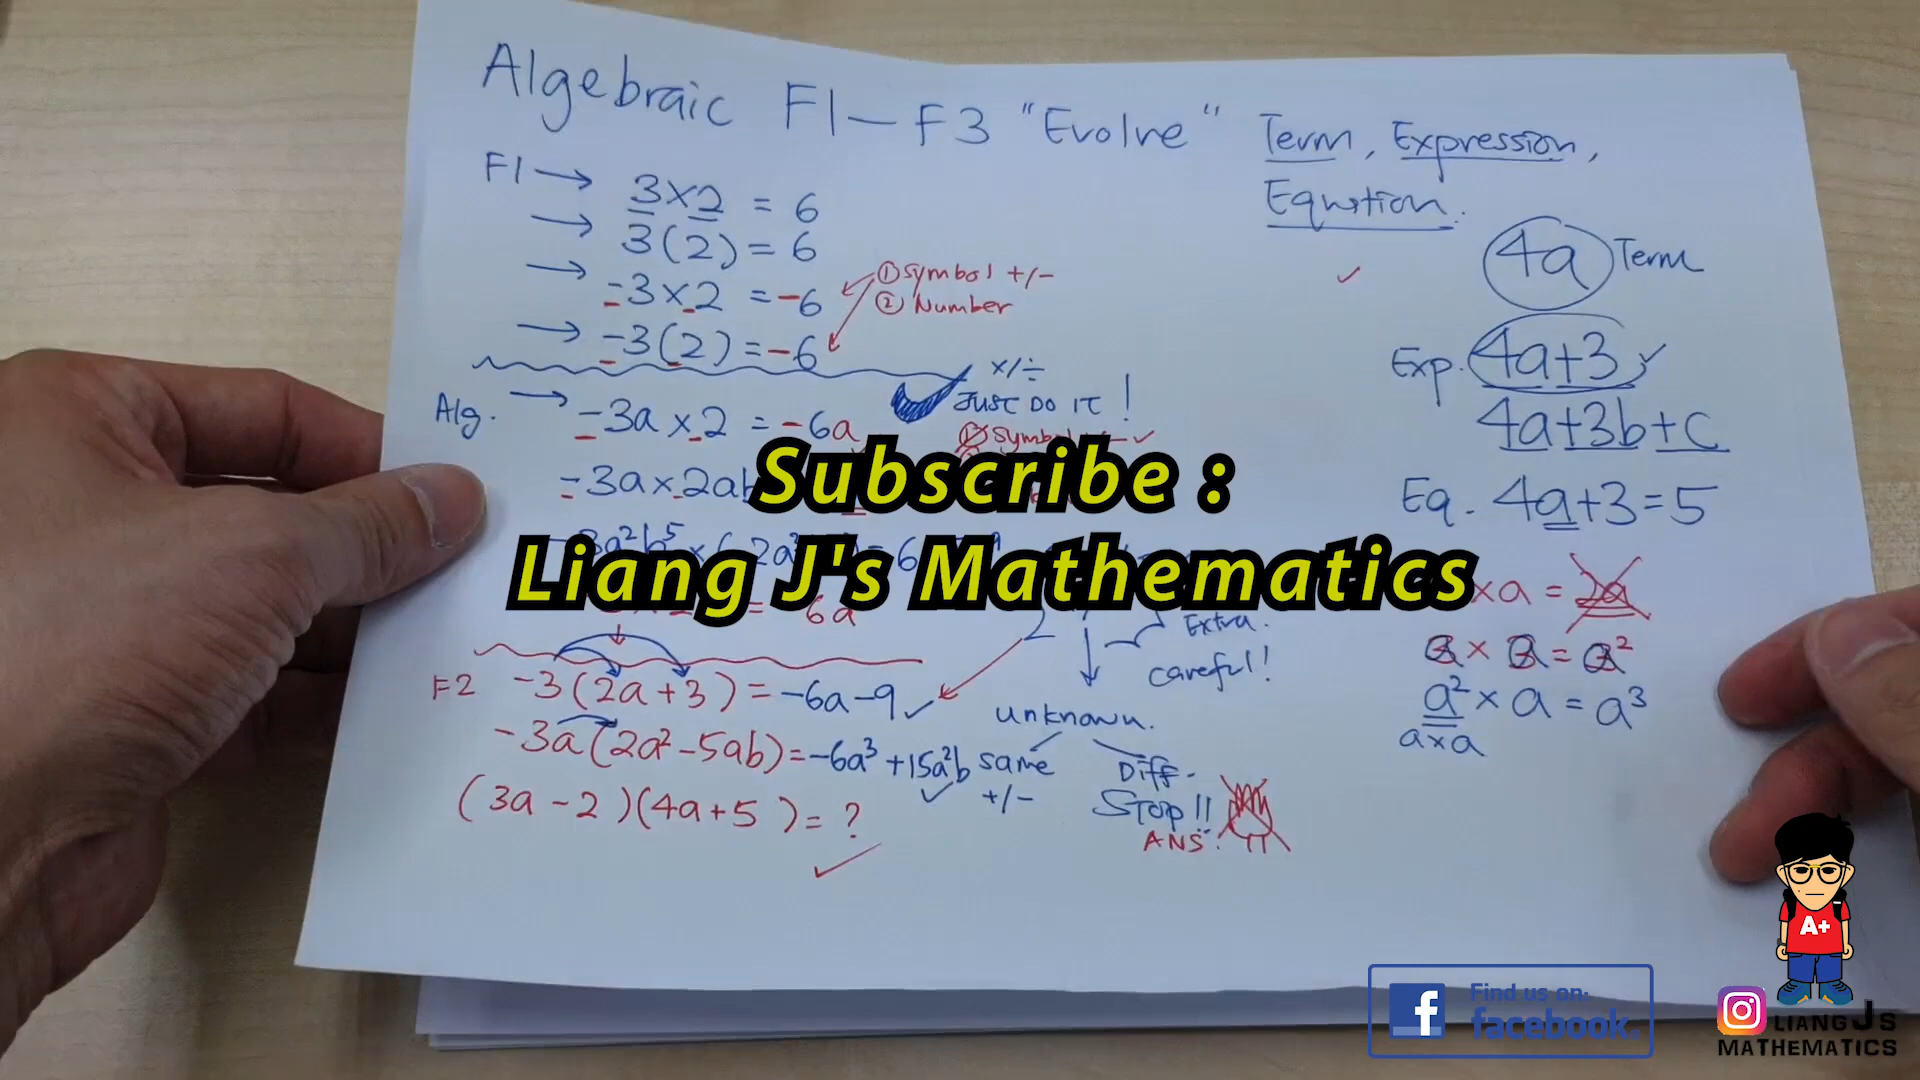 Algebraic F1 — F3 "Evolve"
Term, Expression,
Equation.
F1 → 3 × 2 = 6
→ 3(2) = 6
→ -3 × 2 = -6
→ -3(2) = -6
① Symbol +/-
② Number
×/÷
JUST DO IT !
Alg. → -3a × 2 = -6a
-3a × 2ab
Subscribe :
Liang J's Mathematics
6a
Extra.
careful!
F2 -3(2a + 3) = -6a - 9
-3a(2a² - 5ab) = -6a³ + 15a²b
(3a - 2)(4a + 5) = ?
unknown.
same
+/-
Diff.
STOP!!
ANS.
4a Term
Exp. 4a+3
4a+3b+c
Eq. 4a+3=5
× a = 2a
a × a = a²
a² × a = a³
a×a
A+
Find us on:
facebook.
LIANG JS
MATHEMATICS